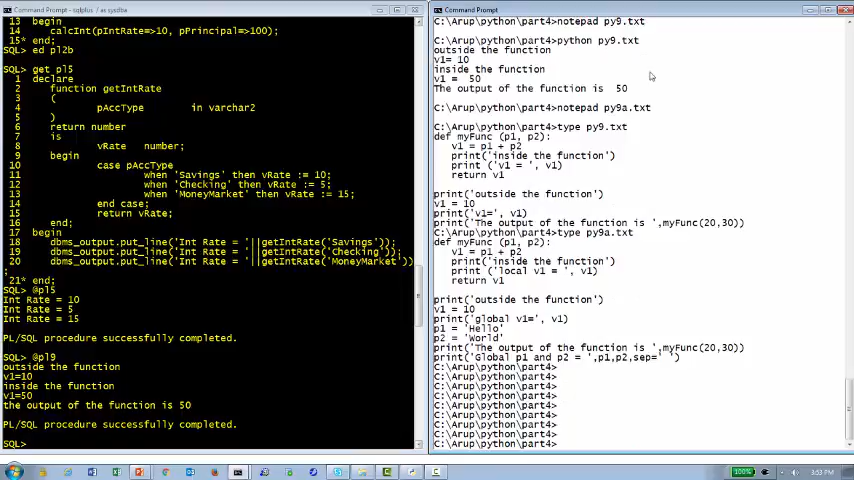 Command Prompt - sqlplus / as sysdba
13 begin
14 calcInt(pIntRate=>10, pPrincipal=>100);
15* end;
SQL> ed pl2b
SQL> get pl5
1 declare
2 function getIntRate
3 (
4 pAccType in varchar2
5 )
6 return number
7 is
8 vRate number;
9 begin
10 case pAccType
11 when 'Savings' then vRate := 10;
12 when 'Checking' then vRate := 5;
13 when 'MoneyMarket' then vRate := 15;
14 end case;
15 return vRate;
16 end;
17 begin
18 dbms_output.put_line('Int Rate = '||getIntRate('Savings'));
19 dbms_output.put_line('Int Rate = '||getIntRate('Checking'));
20 dbms_output.put_line('Int Rate = '||getIntRate('MoneyMarket'))
;
21* end;
SQL> @pl5
Int Rate = 10
Int Rate = 5
Int Rate = 15
PL/SQL procedure successfully completed.
SQL> @pl9
outside the function
v1=10
inside the function
v1=50
the output of the function is 50
PL/SQL procedure successfully completed.
SQL>
Command Prompt
C:\Arup\python\part4>notepad py9.txt
C:\Arup\python\part4>python py9.txt
outside the function
v1= 10
inside the function
v1 =  50
The output of the function is  50
C:\Arup\python\part4>notepad py9a.txt
C:\Arup\python\part4>type py9.txt
def myFunc (p1, p2):
v1 = p1 + p2
print('inside the function')
print ('v1 = ', v1)
return v1
print('outside the function')
v1 = 10
print('v1=', v1)
print('The output of the function is ',myFunc(20,30))
C:\Arup\python\part4>type py9a.txt
def myFunc (p1, p2):
v1 = p1 + p2
print('inside the function')
print ('local v1 = ', v1)
return v1
print('outside the function')
v1 = 10
print('global v1=', v1)
p1 = 'Hello'
p2 = 'World'
print('The output of the function is ',myFunc(20,30))
print('Global p1 and p2 = ',p1,p2,sep=' ')
C:\Arup\python\part4>
C:\Arup\python\part4>
C:\Arup\python\part4>
C:\Arup\python\part4>
C:\Arup\python\part4>
C:\Arup\python\part4>
C:\Arup\python\part4>
C:\Arup\python\part4>
C:\Arup\python\part4>
100%
3:53 PM